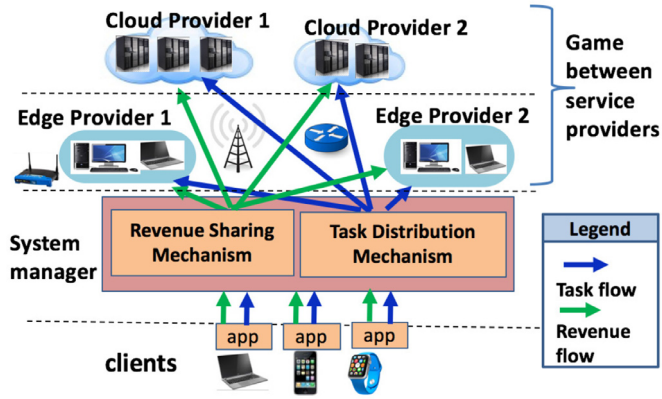 Cloud Provider 1
Cloud Provider 2
Game
between
service
providers
Edge Provider 1
Edge Provider 2
System
manager
Revenue Sharing
Mechanism
Task Distribution
Mechanism
Legend
Task flow
Revenue
flow
app
app
app
clients